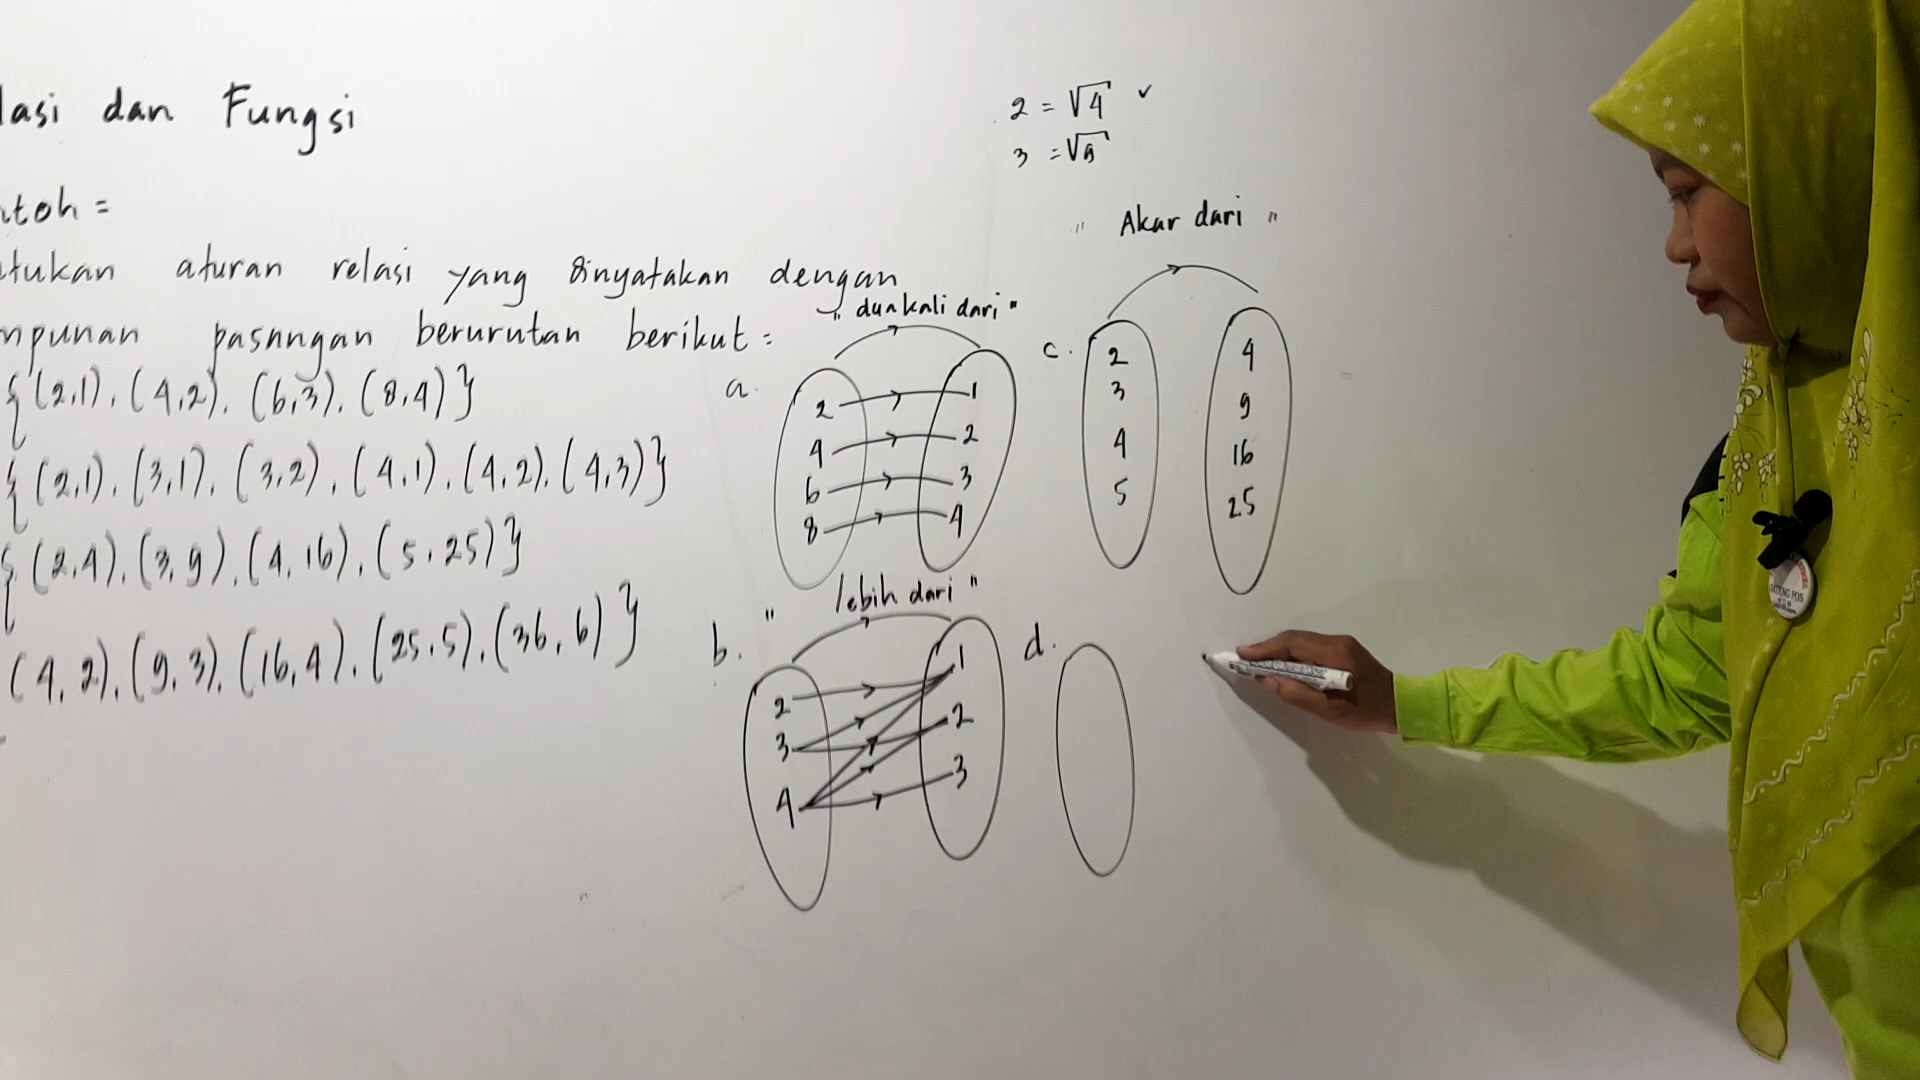 lasi dan Fungsi
ntoh =
tukan aturan relasi yang dinyatakan dengan
mpunan pasangan berurutan berikut =
{(2,1), (4,2), (6,3), (8,4)}
{(2,1), (3,1), (3,2), (4,1), (4,2), (4,3)}
{(2,4), (3,9), (4,16), (5,25)}
(4,2), (9,3), (16,4), (25,5), (36,6)}
" dua kali dari "
a.
2 1
4 2
6 3
8 4
" lebih dari "
b.
2 1
3 2
4 3
2 = √4 ✓
3 = √9
" Akar dari "
c.
2 4
3 9
4 16
5 25
d.